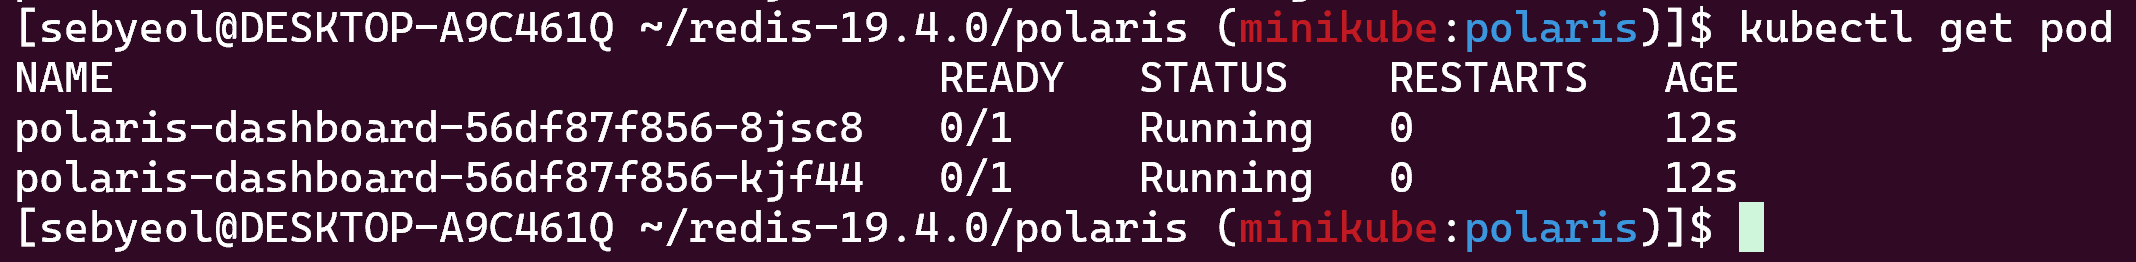 [sebyeol@DESKTOP-A9C461Q ~/redis-19.4.0/polaris (minikube:polaris)]$ kubectl get pod
NAME                                 READY   STATUS    RESTARTS   AGE
polaris-dashboard-56df87f856-8jsc8   0/1     Running   0          12s
polaris-dashboard-56df87f856-kjf44   0/1     Running   0          12s
[sebyeol@DESKTOP-A9C461Q ~/redis-19.4.0/polaris (minikube:polaris)]$